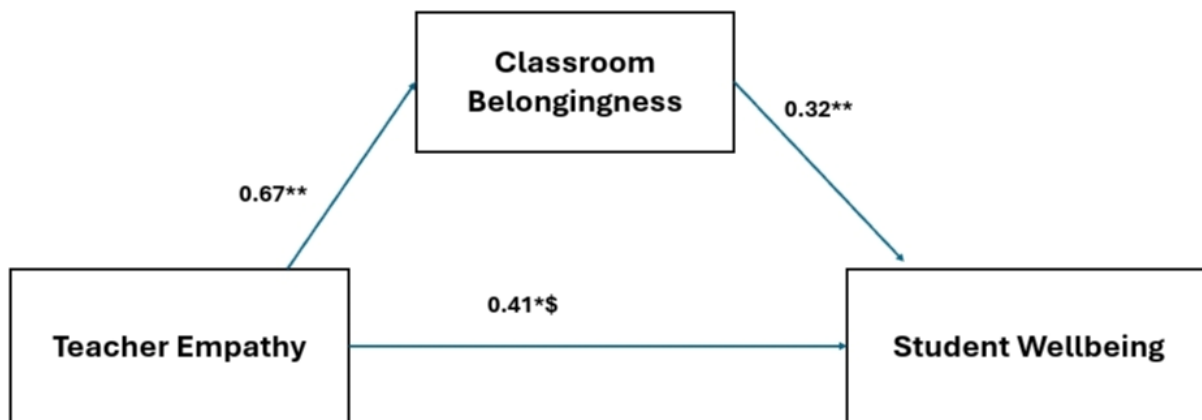 Classroom
Belongingness
0.32**
0.67**
0.41*$
Teacher Empathy
Student Wellbeing